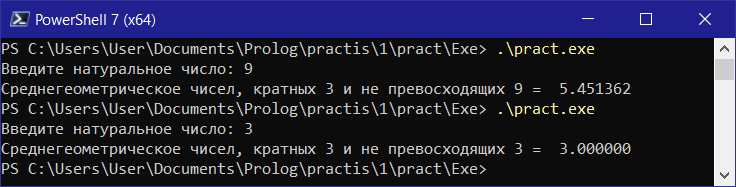 PowerShell 7 (x64)
PS C:\Users\User\Documents\Prolog\practis\1\pract\Exe> .\pract.exe
Введите натуральное число: 9
Среднегеометрическое чисел, кратных 3 и не превосходящих 9 =  5.451362
PS C:\Users\User\Documents\Prolog\practis\1\pract\Exe> .\pract.exe
Введите натуральное число: 3
Среднегеометрическое чисел, кратных 3 и не превосходящих 3 =  3.000000
PS C:\Users\User\Documents\Prolog\practis\1\pract\Exe>